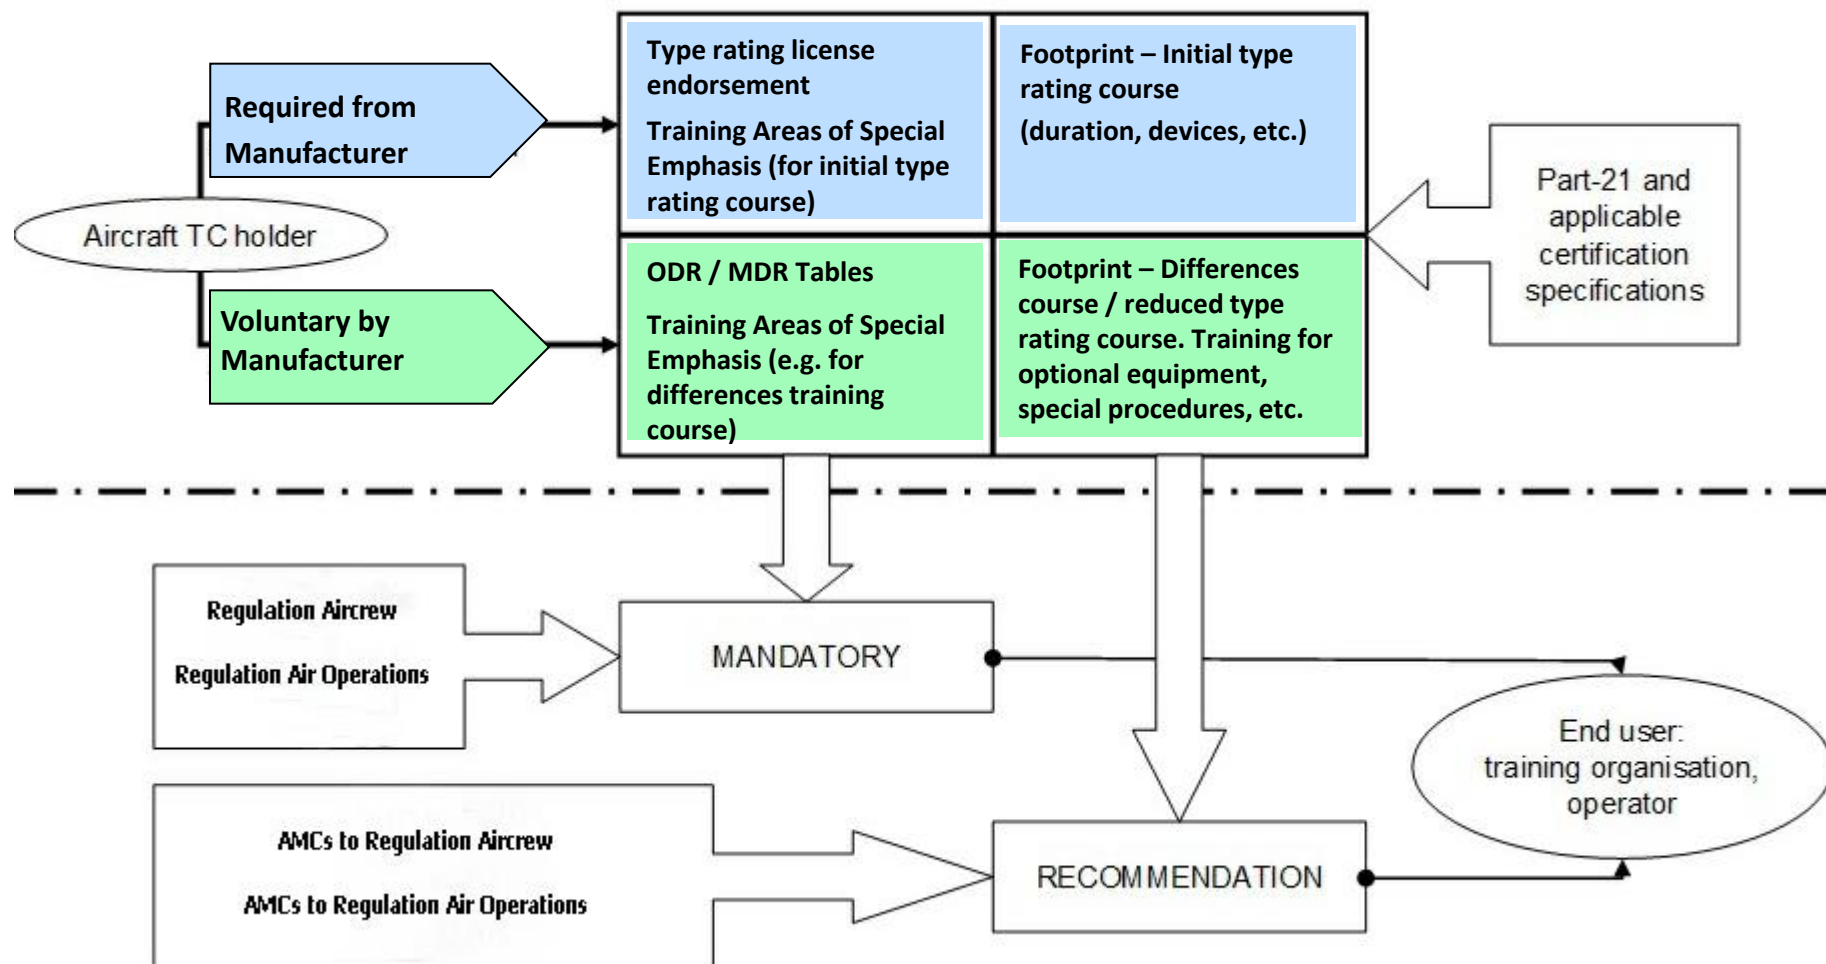 Required from
Manufacturer
Type rating license
endorsement
Training Areas of Special
Emphasis (for initial type
rating course)
Footprint – Initial type
rating course
(duration, devices, etc.)
Part-21 and
applicable
certification
specifications
Aircraft TC holder
Voluntary by
Manufacturer
ODR / MDR Tables
Training Areas of Special
Emphasis (e.g. for
differences training
course)
Footprint – Differences
course / reduced type
rating course. Training for
optional equipment,
special procedures, etc.
Regulation Aircrew
Regulation Air Operations
MANDATORY
End user:
training organisation,
operator
AMCs to Regulation Aircrew
AMCs to Regulation Air Operations
RECOMMENDATION